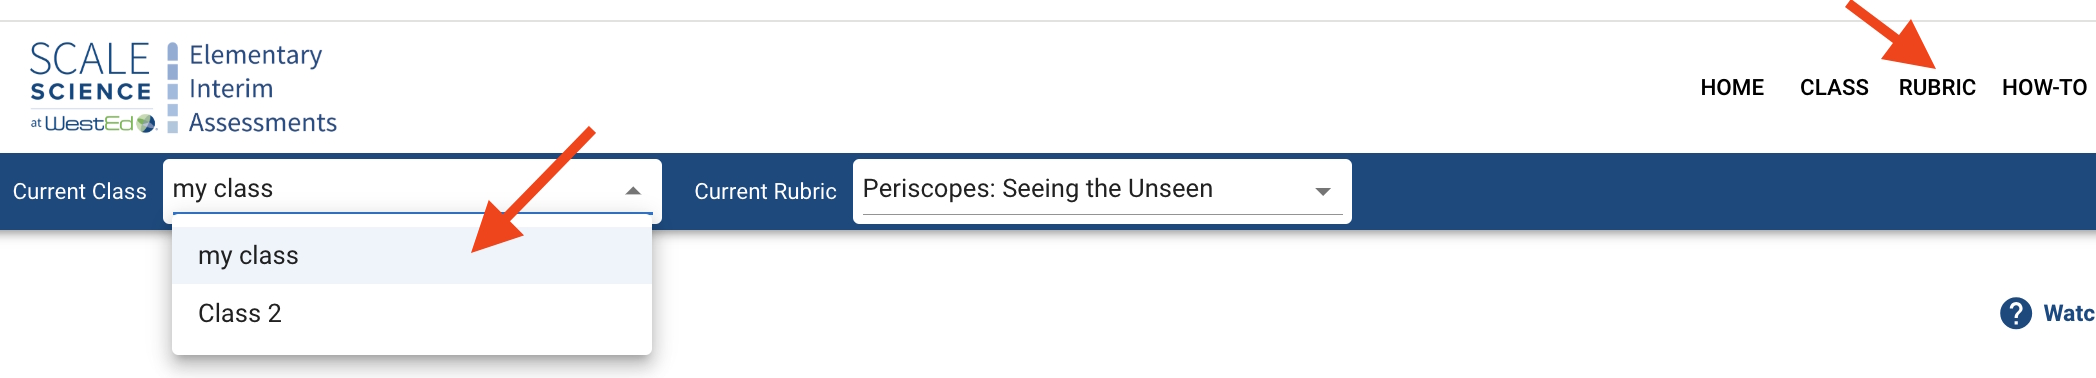 SCALE
SCIENCE
at WestEd
Elementary
Interim
Assessments
HOME CLASS RUBRIC HOW-TO
Current Class my class Current Rubric Periscopes: Seeing the Unseen
my class
Class 2
? Watc